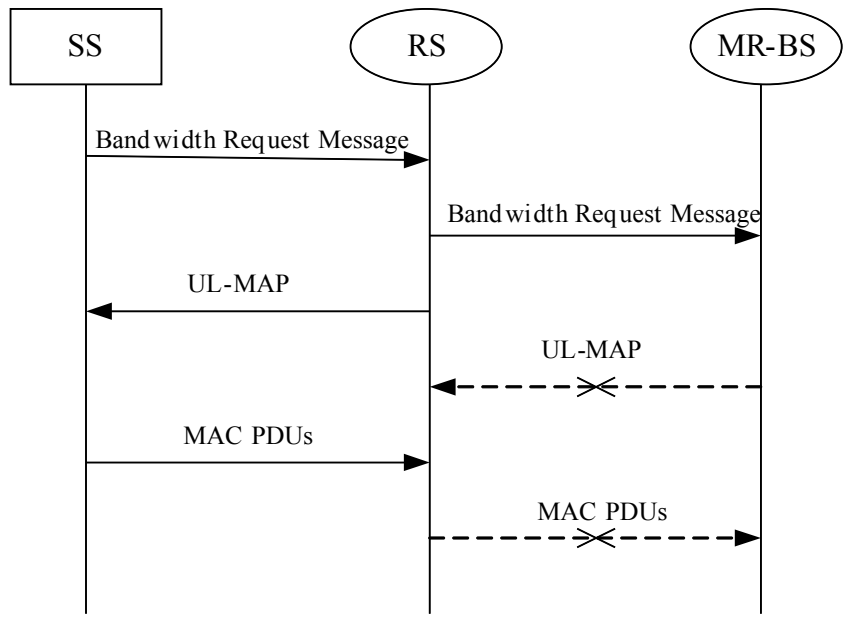 SS
RS
MR-BS
Bandwidth Request Message
Bandwidth Request Message
UL-MAP
UL-MAP
MAC PDUs
MAC PDUs